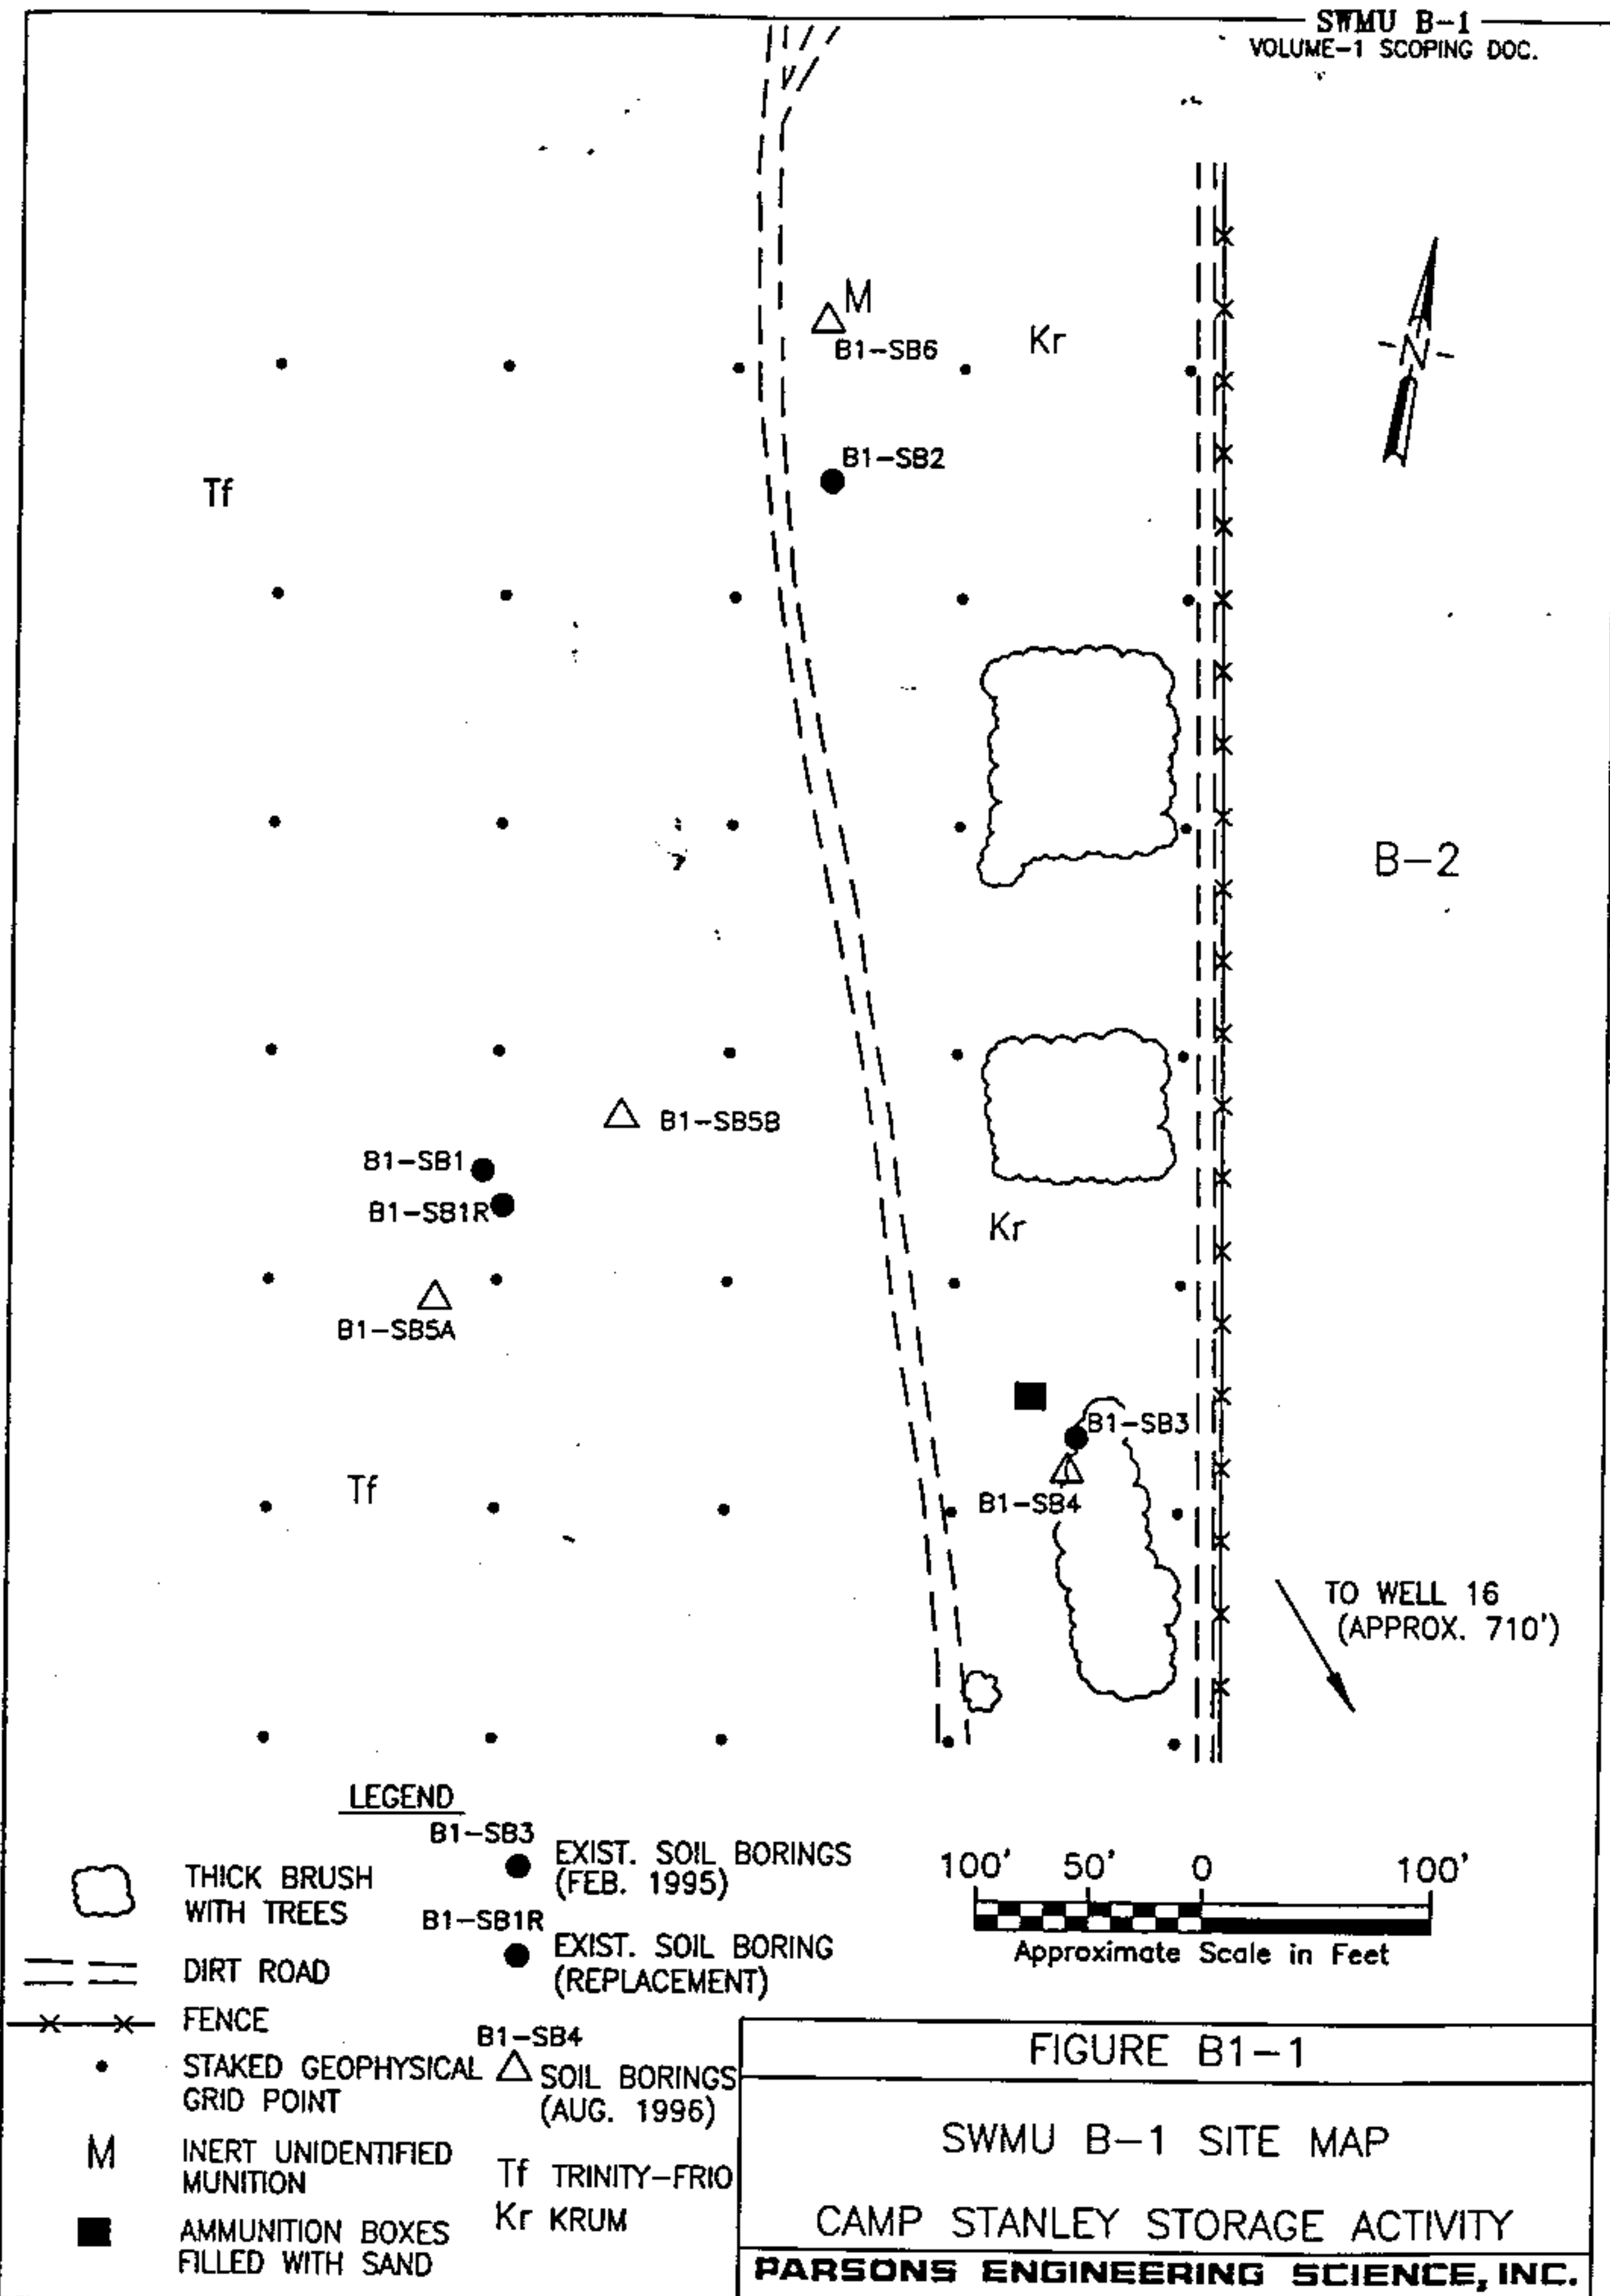 SWMU B-1
VOLUME-1 SCOPING DOC.
M
B1-SB6
Kr
N
B1-SB2
Tf
B-2
B1-SB5B
B1-SB1
B1-SB1R
Kr
B1-SB5A
B1-SB3
Tf
B1-SB4
TO WELL 16
(APPROX. 710')
LEGEND
THICK BRUSH
WITH TREES
DIRT ROAD
FENCE
STAKED GEOPHYSICAL
GRID POINT
M INERT UNIDENTIFIED
MUNITION
AMMUNITION BOXES
FILLED WITH SAND
B1-SB3
EXIST. SOIL BORINGS
(FEB. 1995)
B1-SB1R
EXIST. SOIL BORING
(REPLACEMENT)
B1-SB4
SOIL BORINGS
(AUG. 1996)
Tf TRINITY-FRIO
Kr KRUM
100' 50' 0 100'
Approximate Scale in Feet
FIGURE B1-1
SWMU B-1 SITE MAP
CAMP STANLEY STORAGE ACTIVITY
PARSONS ENGINEERING SCIENCE, INC.